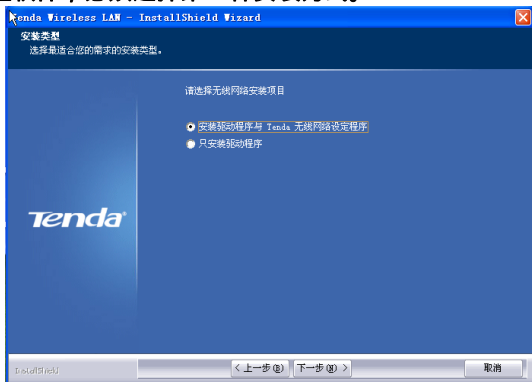 Tenda Wireless LAN - InstallShield Wizard
安装类型
选择最适合您的需求的安装类型。
请选择无线网络安装项目
安装驱动程序与 Tenda 无线网络设定程序
只安装驱动程序
Tenda
InstallShield
< 上一步(B)
下一步(N) >
取消